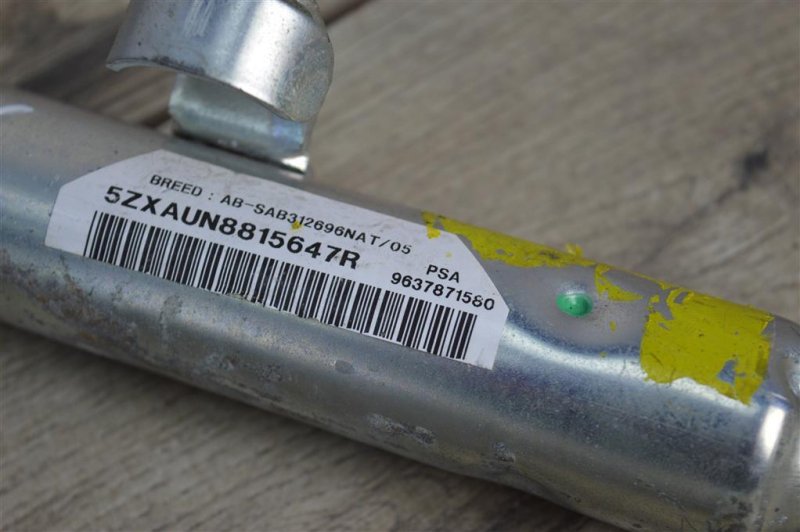 BREED : AB-SAB312696NAT/05
5ZXAUN8815647R
PSA
9637871580